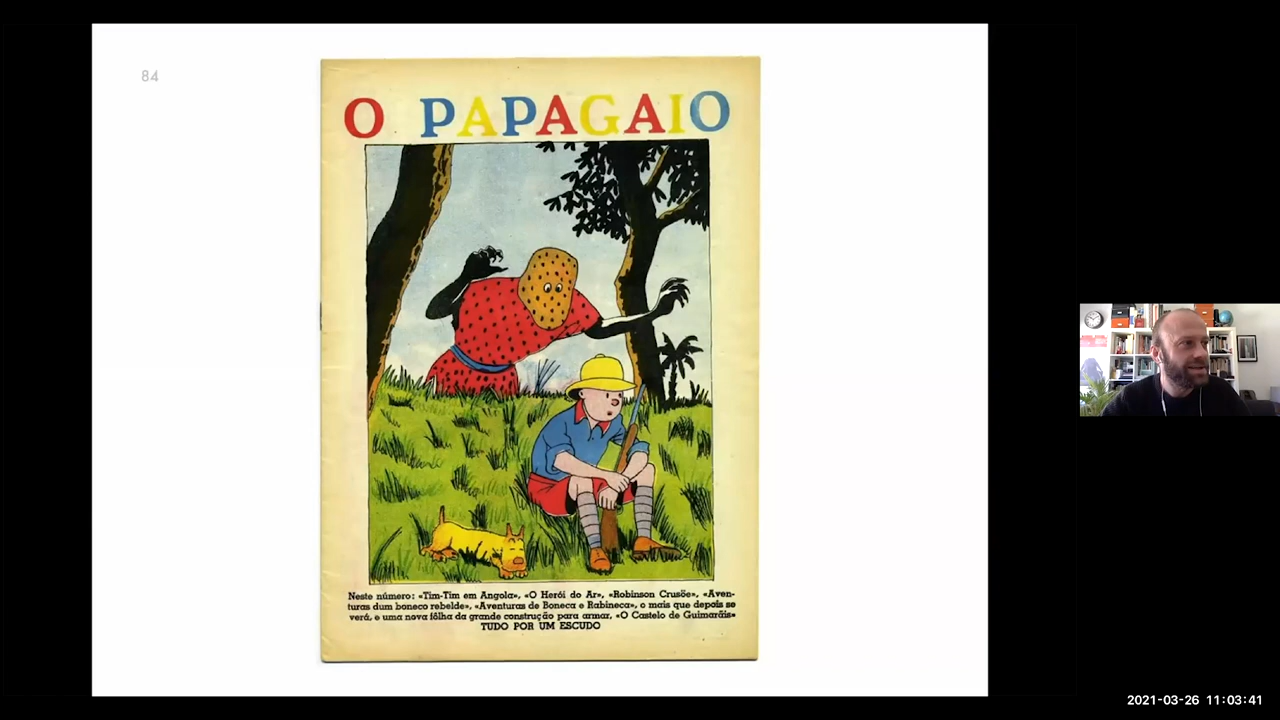 84
O PAPAGAIO
Neste número: «Tim-Tim em Angola», «O Herói do Ar», «Robinson Crusöe», «Aven-
turas dum boneco rebelde», «Aventuras de Boneca e Rabineca», o mais que depois se
verá, e uma nova fôlha da grande construção para armar, «O Castelo de Guimarãis»
TUDO POR UM ESCUDO
2021-03-26 11:03:41